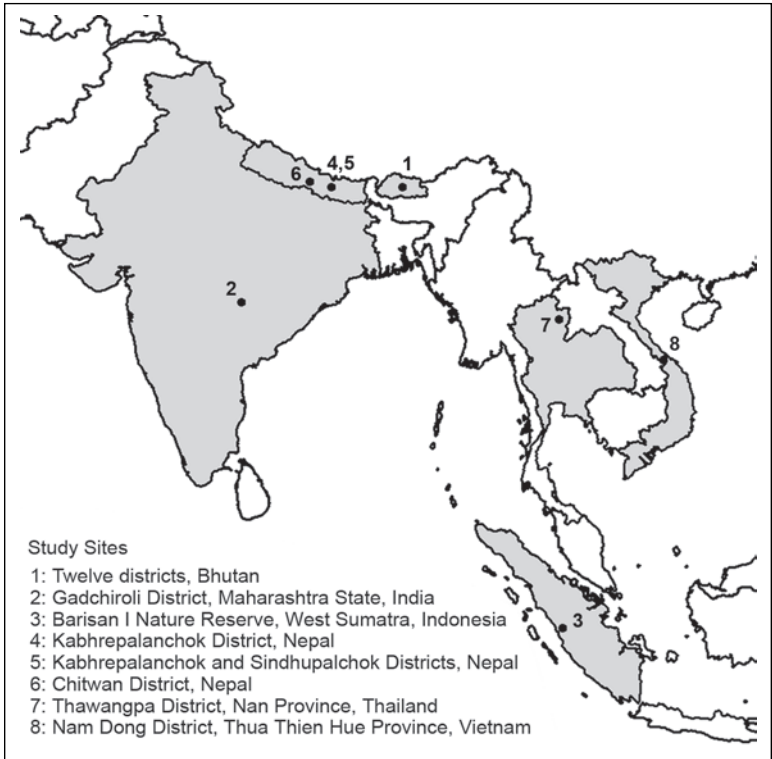 4,5
1
6
2
7
8
3
Study Sites
1: Twelve districts, Bhutan
2: Gadchiroli District, Maharashtra State, India
3: Barisan I Nature Reserve, West Sumatra, Indonesia
4: Kabhrepalanchok District, Nepal
5: Kabhrepalanchok and Sindhupalchok Districts, Nepal
6: Chitwan District, Nepal
7: Thawangpa District, Nan Province, Thailand
8: Nam Dong District, Thua Thien Hue Province, Vietnam